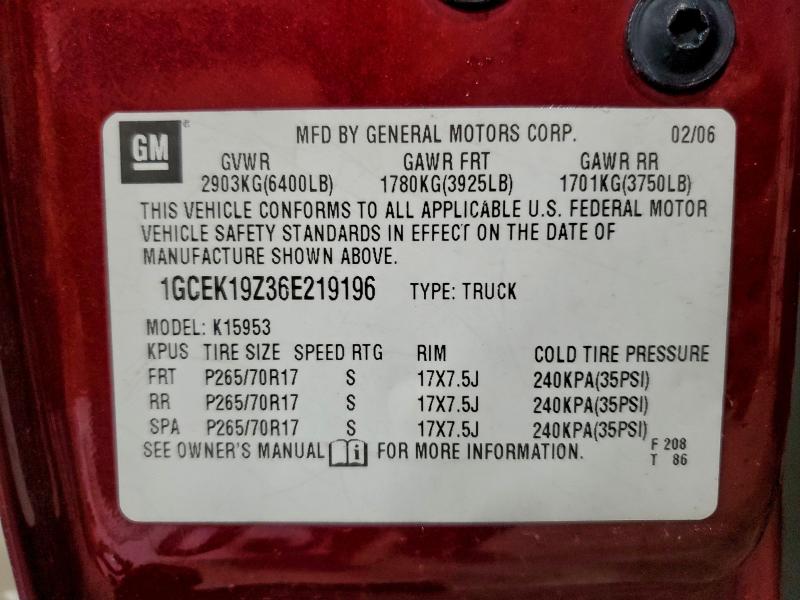 GM
MFD BY GENERAL MOTORS CORP. 02/06
GVWR GAWR FRT GAWR RR
2903KG(6400LB) 1780KG(3925LB) 1701KG(3750LB)
THIS VEHICLE CONFORMS TO ALL APPLICABLE U.S. FEDERAL MOTOR
VEHICLE SAFETY STANDARDS IN EFFECT ON THE DATE OF
MANUFACTURE SHOWN ABOVE.
1GCEK19Z36E219196 TYPE: TRUCK
MODEL: K15953
KPUS TIRE SIZE SPEED RTG RIM COLD TIRE PRESSURE
FRT P265/70R17 S 17X7.5J 240KPA(35PSI)
RR P265/70R17 S 17X7.5J 240KPA(35PSI)
SPA P265/70R17 S 17X7.5J 240KPA(35PSI)
SEE OWNER'S MANUAL i FOR MORE INFORMATION.
F 208
T 86